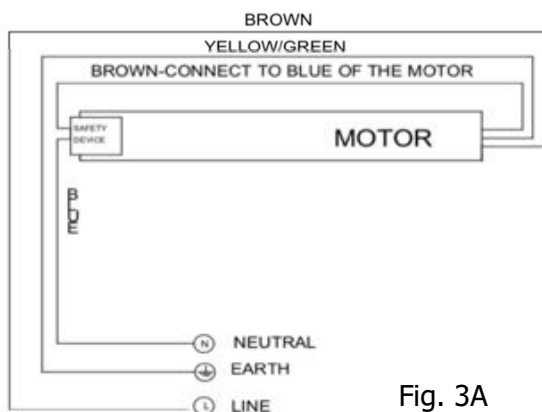 BROWN
YELLOW/GREEN
BROWN-CONNECT TO BLUE OF THE MOTOR
SAFETY
DEVICE
MOTOR
BLUE
N NEUTRAL
EARTH
L LINE
Fig. 3A